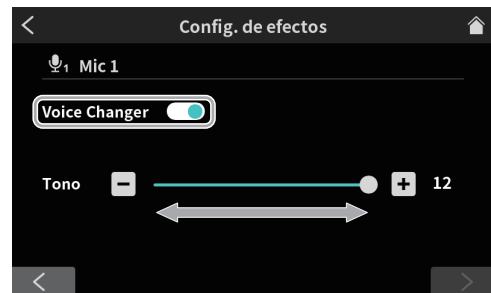 Config. de efectos
1 Mic 1
Voice Changer
Tono 12